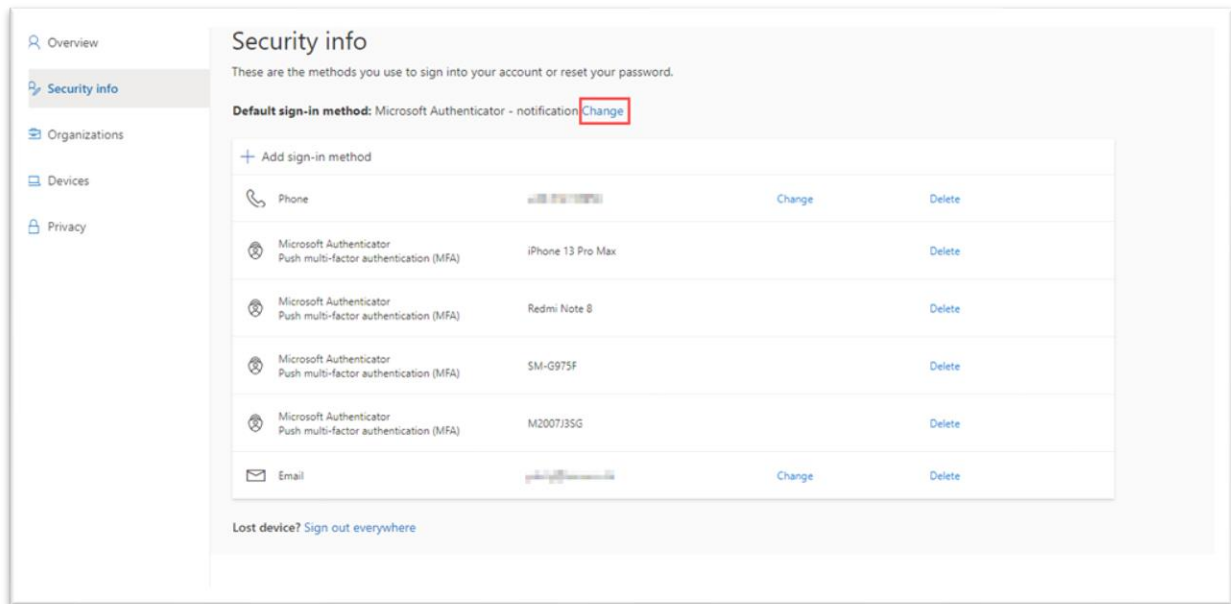 Overview
Security info
Organizations
Devices
Privacy
Security info
These are the methods you use to sign into your account or reset your password.
Default sign-in method: Microsoft Authenticator - notification Change
+ Add sign-in method
Phone Change Delete
Microsoft Authenticator
Push multi-factor authentication (MFA) iPhone 13 Pro Max Delete
Microsoft Authenticator
Push multi-factor authentication (MFA) Redmi Note 8 Delete
Microsoft Authenticator
Push multi-factor authentication (MFA) SM-G975F Delete
Microsoft Authenticator
Push multi-factor authentication (MFA) M2007J3SG Delete
Email Change Delete
Lost device? Sign out everywhere